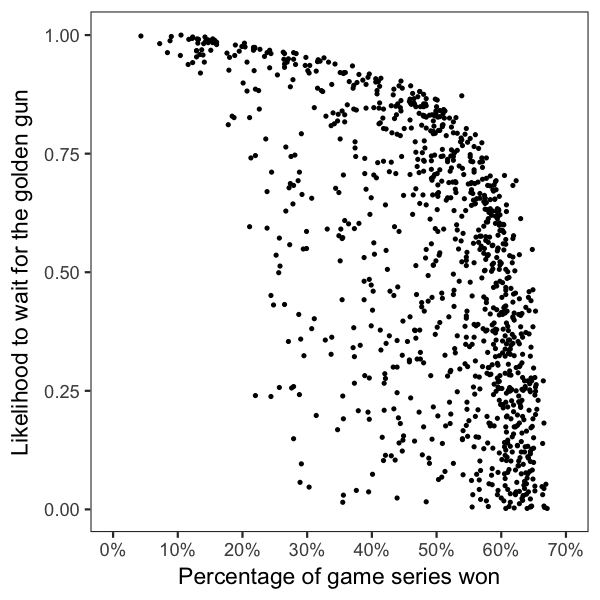 Likelihood to wait for the golden gun
1.00
0.75
0.50
0.25
0.00
0% 10% 20% 30% 40% 50% 60% 70%
Percentage of game series won